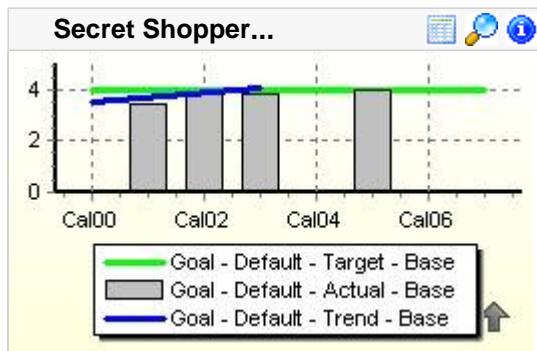 Secret Shopper...
4
2
0
Cal00 Cal02 Cal04 Cal06
Goal - Default - Target - Base
Goal - Default - Actual - Base
Goal - Default - Trend - Base